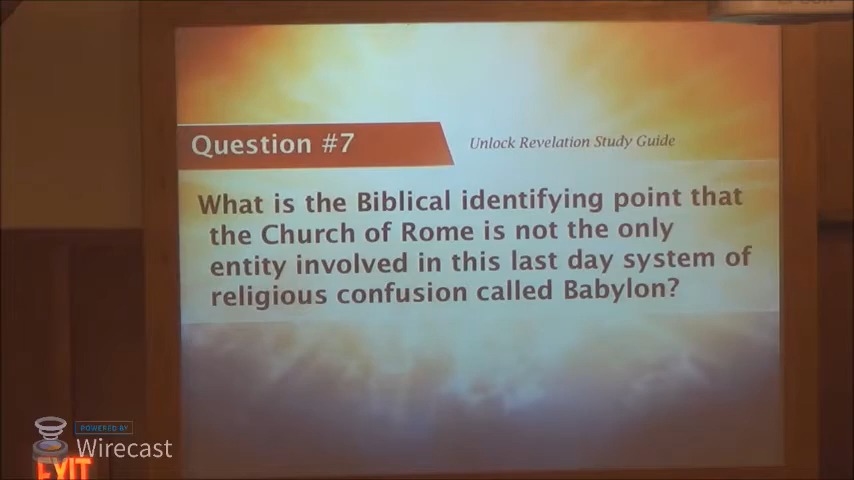 Question #7
Unlock Revelation Study Guide
What is the Biblical identifying point that
the Church of Rome is not the only
entity involved in this last day system of
religious confusion called Babylon?
POWERED BY
Wirecast
EXIT